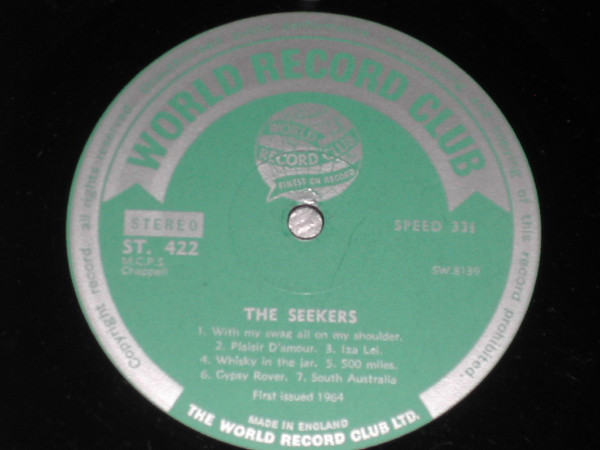 WORLD RECORD CLUB
WORLD
RECORD CLUB
FINEST ON RECORD
STEREO
ST. 422
M.C.P.S.
Chappell
SPEED 33⅓
SW.8139
THE SEEKERS
1. With my swag all on my shoulder.
2. Plaisir D'amour. 3. Iza Lei.
4. Whisky in the jar. 5. 500 miles.
6. Gypsy Rover. 7. South Australia
First issued 1964
MADE IN ENGLAND
THE WORLD RECORD CLUB LTD.
Copyright record. all rights reserved.
of this record prohibited.